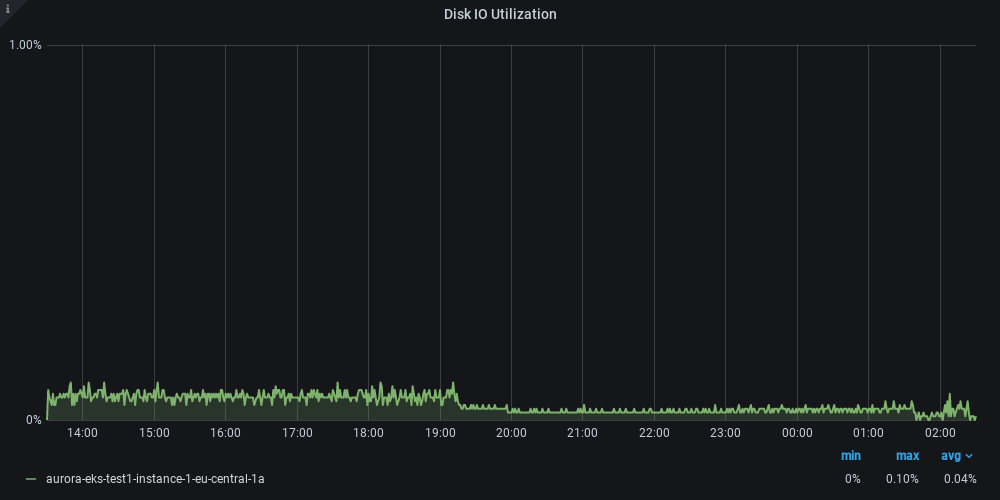 i
Disk IO Utilization
1.00%
0%
14:00 15:00 16:00 17:00 18:00 19:00 20:00 21:00 22:00 23:00 00:00 01:00 02:00
min max avg
aurora-eks-test1-instance-1-eu-central-1a 0% 0.10% 0.04%